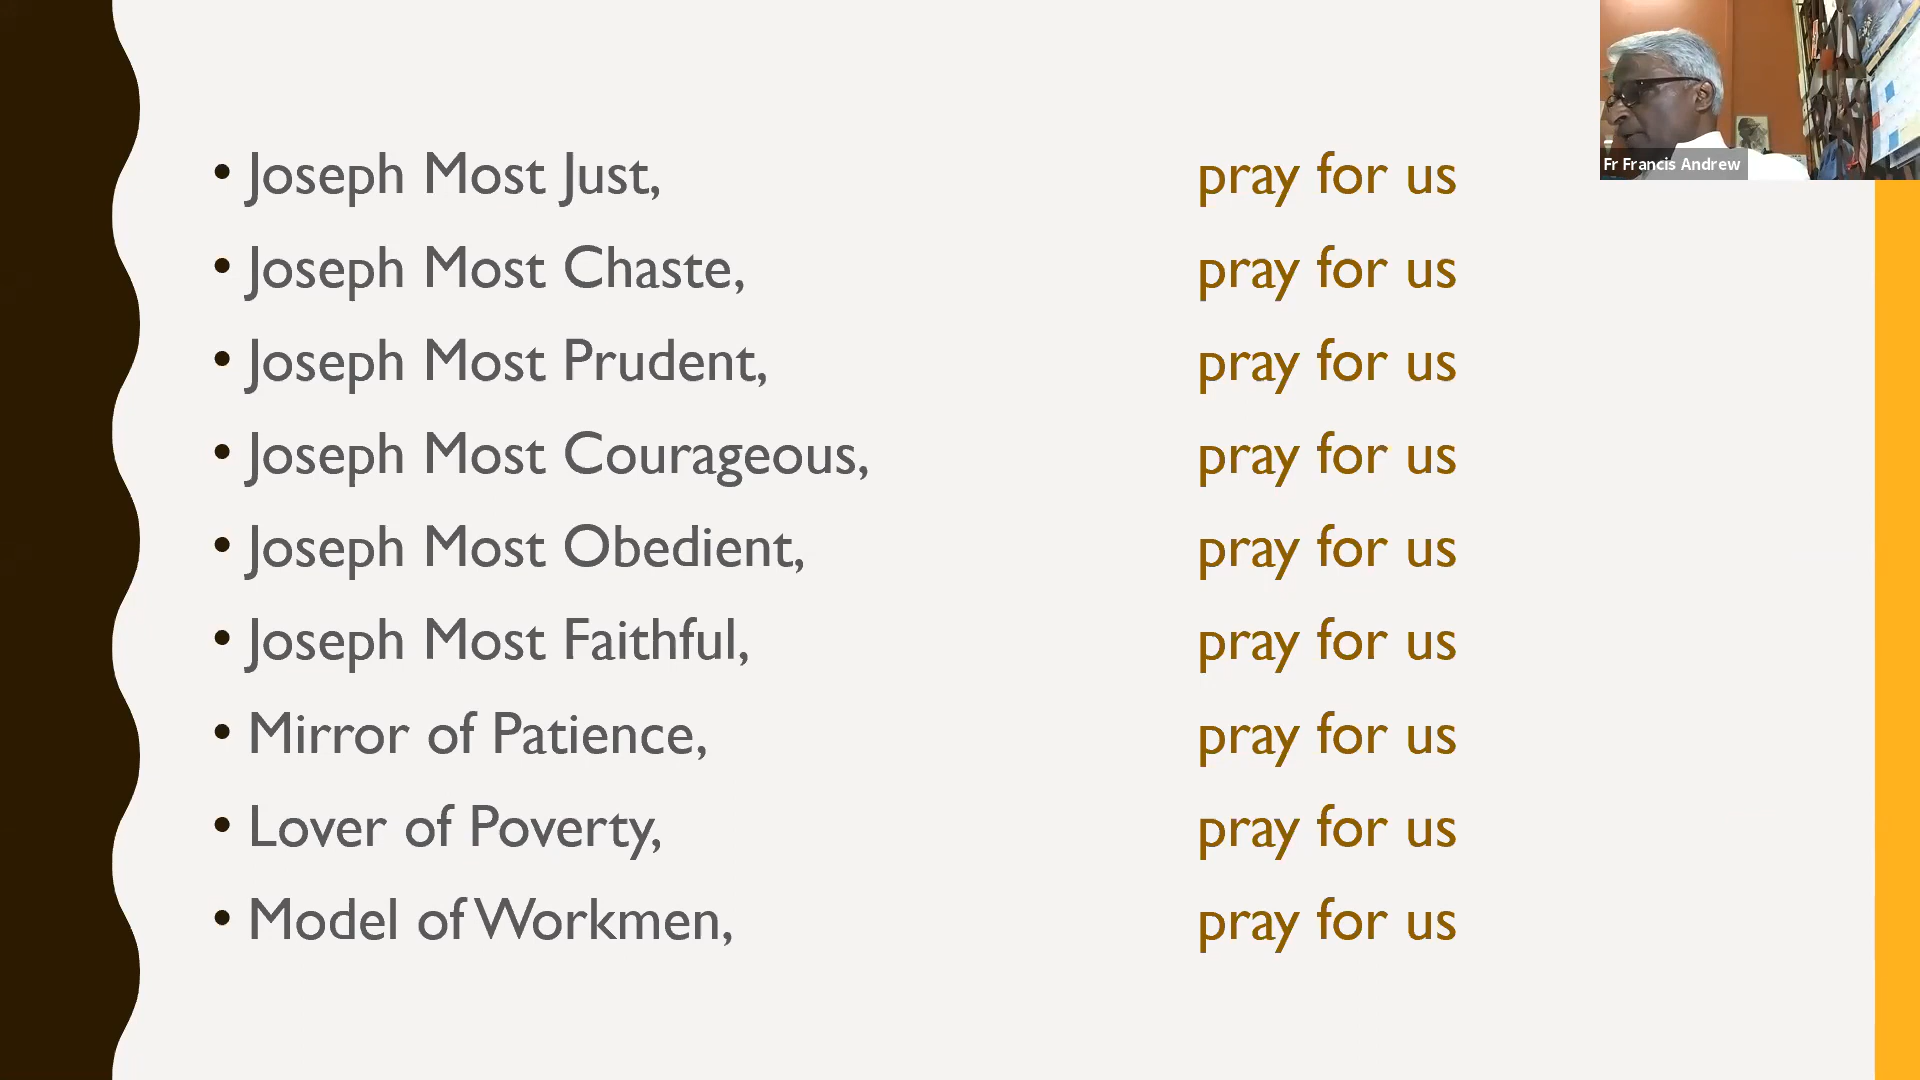 • Joseph Most Just, pray for us
• Joseph Most Chaste, pray for us
• Joseph Most Prudent, pray for us
• Joseph Most Courageous, pray for us
• Joseph Most Obedient, pray for us
• Joseph Most Faithful, pray for us
• Mirror of Patience, pray for us
• Lover of Poverty, pray for us
• Model of Workmen, pray for us
Fr Francis Andrew